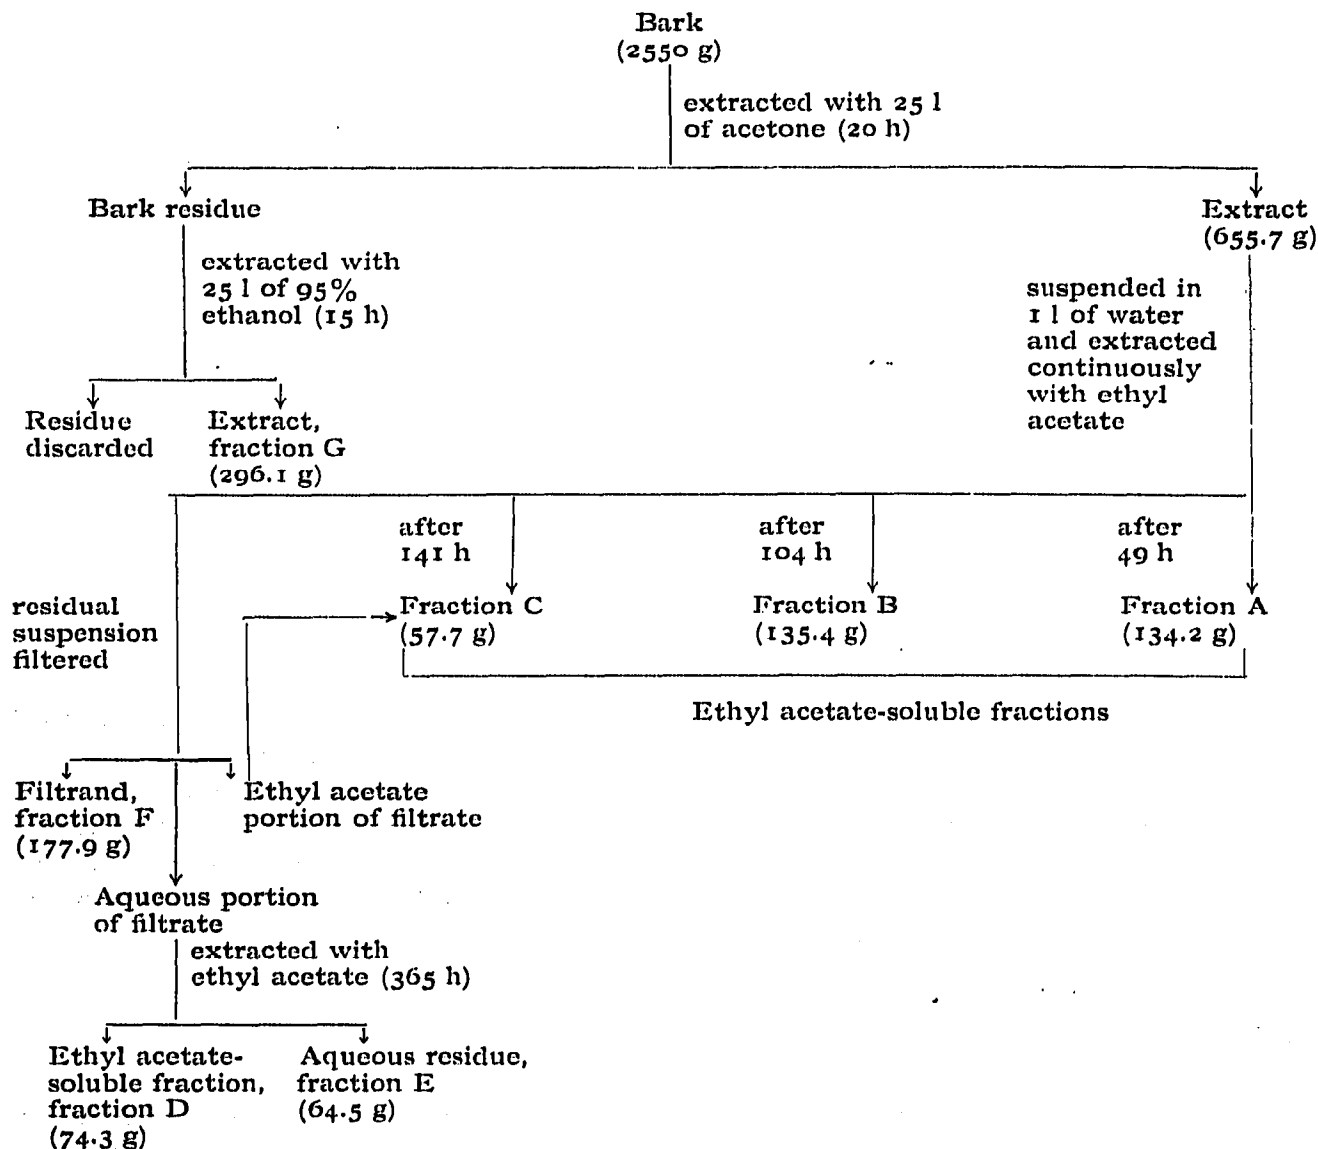 Bark
(2550 g)
extracted with 25 l
of acetone (20 h)
Bark residue
Extract
(655.7 g)
extracted with
25 l of 95%
ethanol (15 h)
suspended in
1 l of water
and extracted
continuously
with ethyl
acetate
Residue
discarded
Extract,
fraction G
(296.1 g)
after
141 h
after
104 h
after
49 h
residual
suspension
filtered
Fraction C
(57.7 g)
Fraction B
(135.4 g)
Fraction A
(134.2 g)
Ethyl acetate-soluble fractions
Filtrand,
fraction F
(177.9 g)
Ethyl acetate
portion of filtrate
Aqueous portion
of filtrate
extracted with
ethyl acetate (365 h)
Ethyl acetate-
soluble fraction,
fraction D
(74.3 g)
Aqueous residue,
fraction E
(64.5 g)